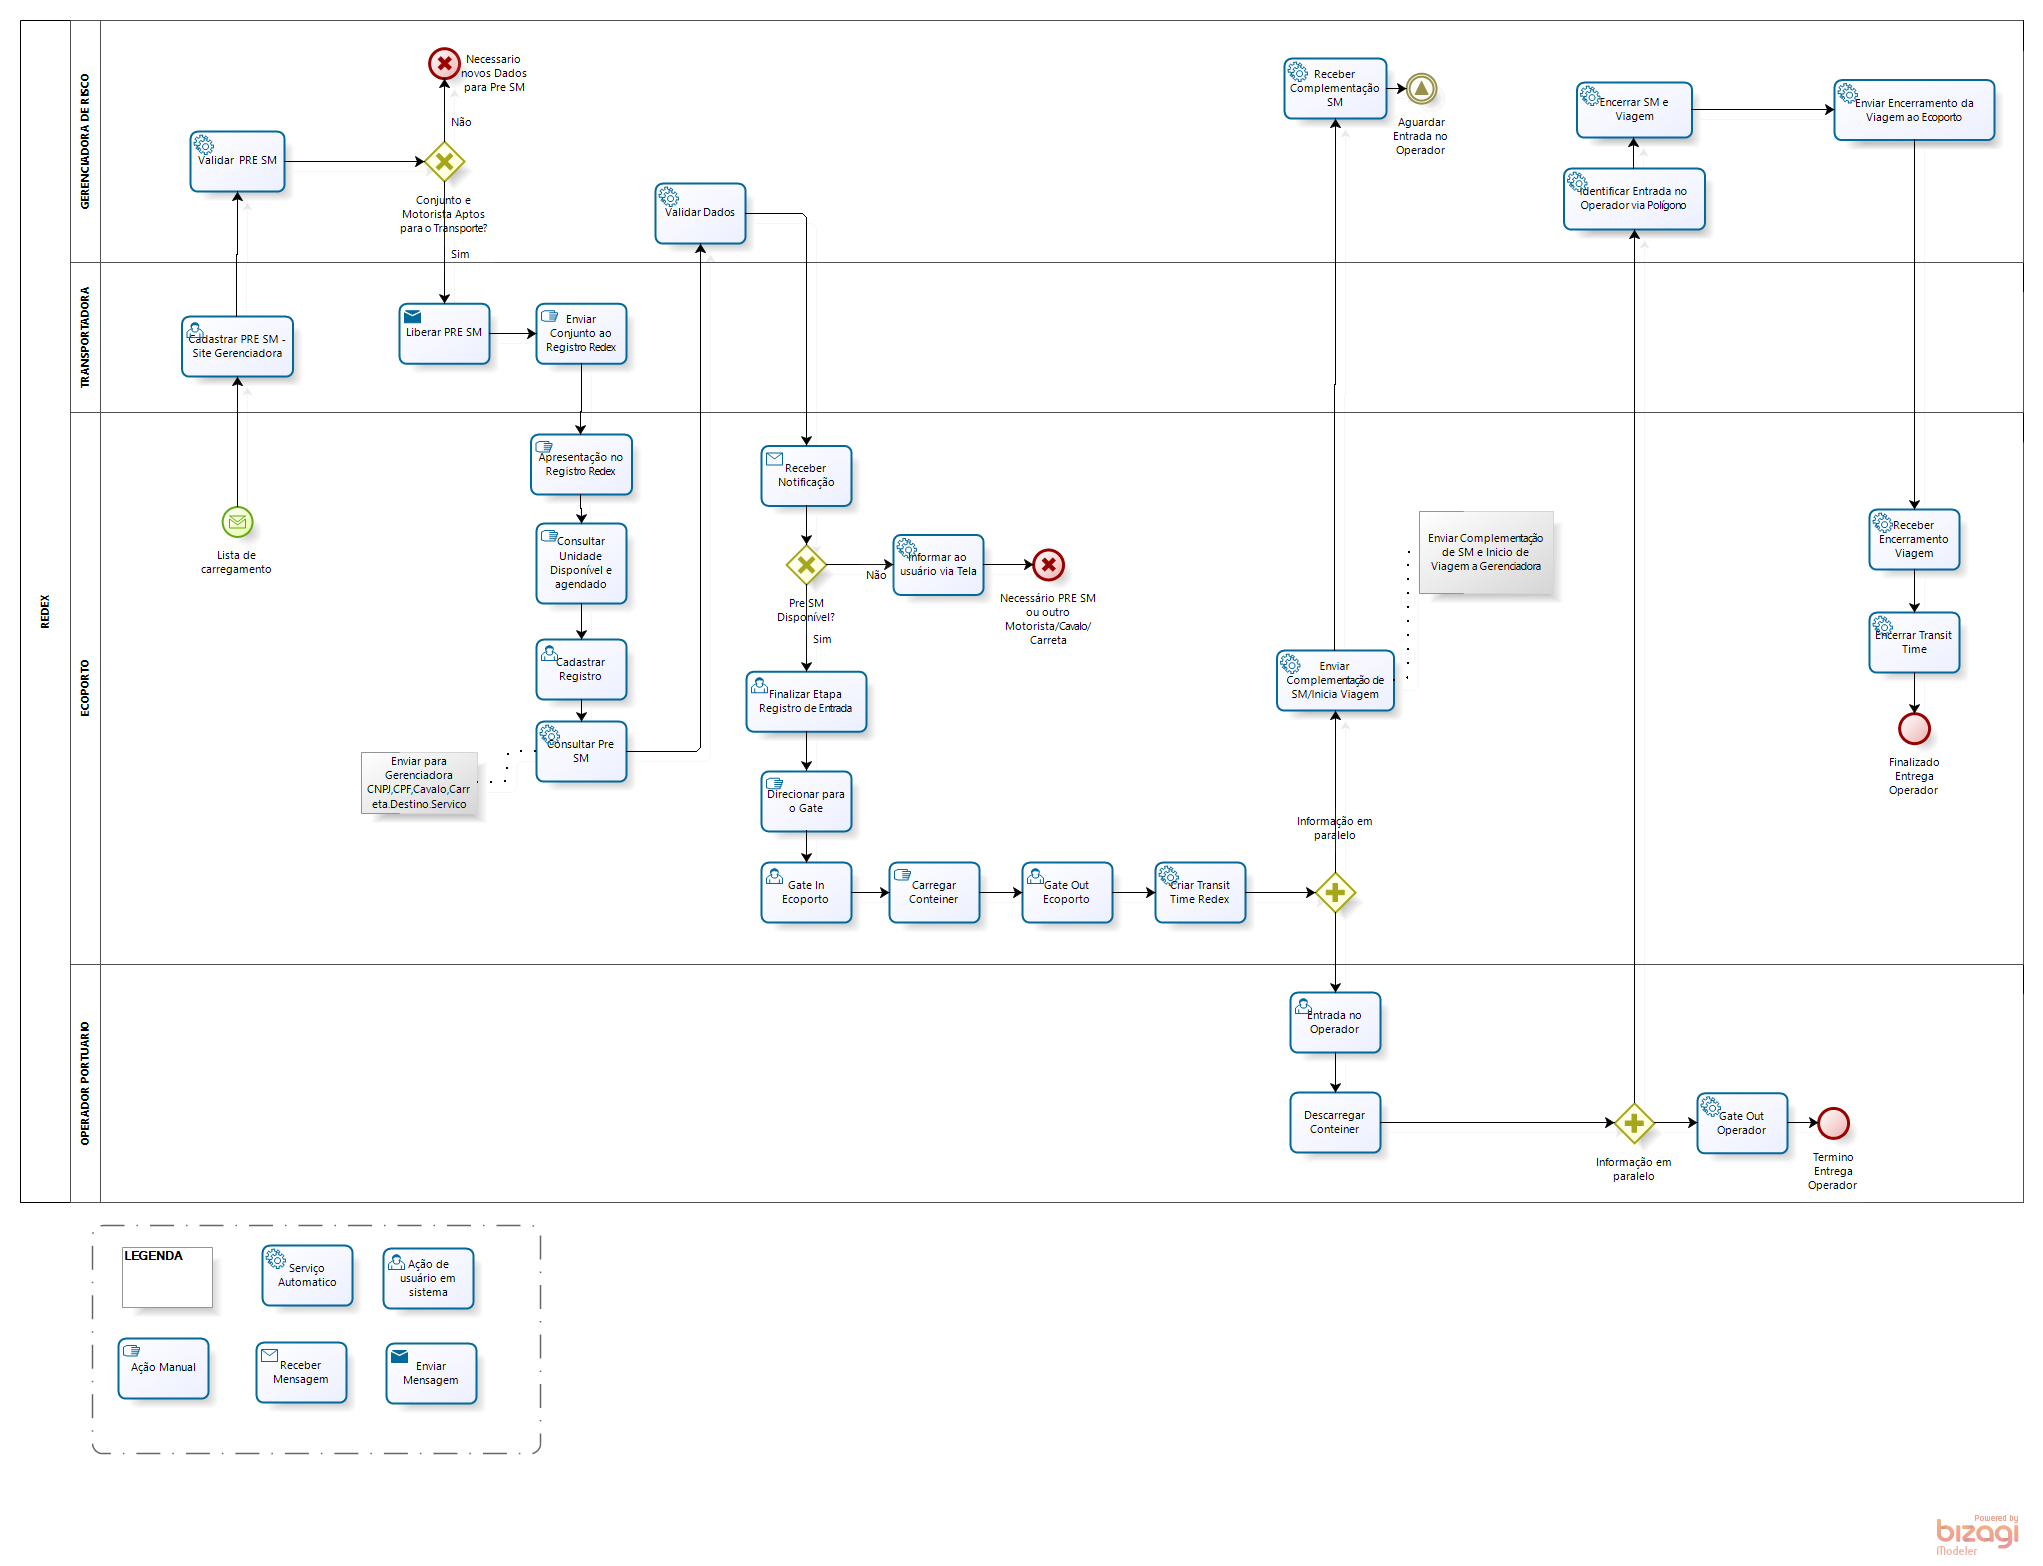 REDEX
GERENCIADORA DE RISCO
Necessario
novos Dados
para Pre SM
Não
Validar PRE SM
Conjunto e
Motorista Aptos
para o Transporte?
Sim
Validar Dados
Receber
Complementação
SM
Aguardar
Entrada no
Operador
Encerrar SM e
Viagem
Identificar Entrada no
Operador via Polígono
Enviar Encerramento da
Viagem ao Ecoporto
TRANSPORTADORA
Cadastrar PRE SM -
Site Gerenciadora
Liberar PRE SM
Enviar
Conjunto ao
Registro Redex
ECOPORTO
Lista de
carregamento
Apresentação no
Registro Redex
Consultar
Unidade
Disponível e
agendado
Cadastrar
Registro
Consultar Pre
SM
Enviar para
Gerenciadora
CNPJ,CPF,Cavalo,Carr
eta.Destino.Servico
Receber
Notificação
Pre SM
Disponível?
Não
Sim
Informar ao
usuário via Tela
Necessário PRE SM
ou outro
Motorista/Cavalo/
Carreta
Finalizar Etapa
Registro de Entrada
Direcionar para
o Gate
Gate In
Ecoporto
Carregar
Conteiner
Gate Out
Ecoporto
Criar Transit
Time Redex
Informação em
paralelo
Enviar
Complementação de
SM/Inicia Viagem
Enviar Complementação
de SM e Inicio de
Viagem a Gerenciadora
Receber
Encerramento
Viagem
Encerrar Transit
Time
Finalizado
Entrega
Operador
OPERADOR PORTUARIO
Entrada no
Operador
Descarregar
Conteiner
Informação em
paralelo
Gate Out
Operador
Termino
Entrega
Operador
LEGENDA
Serviço
Automatico
Ação de
usuário em
sistema
Ação Manual
Receber
Mensagem
Enviar
Mensagem
Powered by
bizagi
Modeler